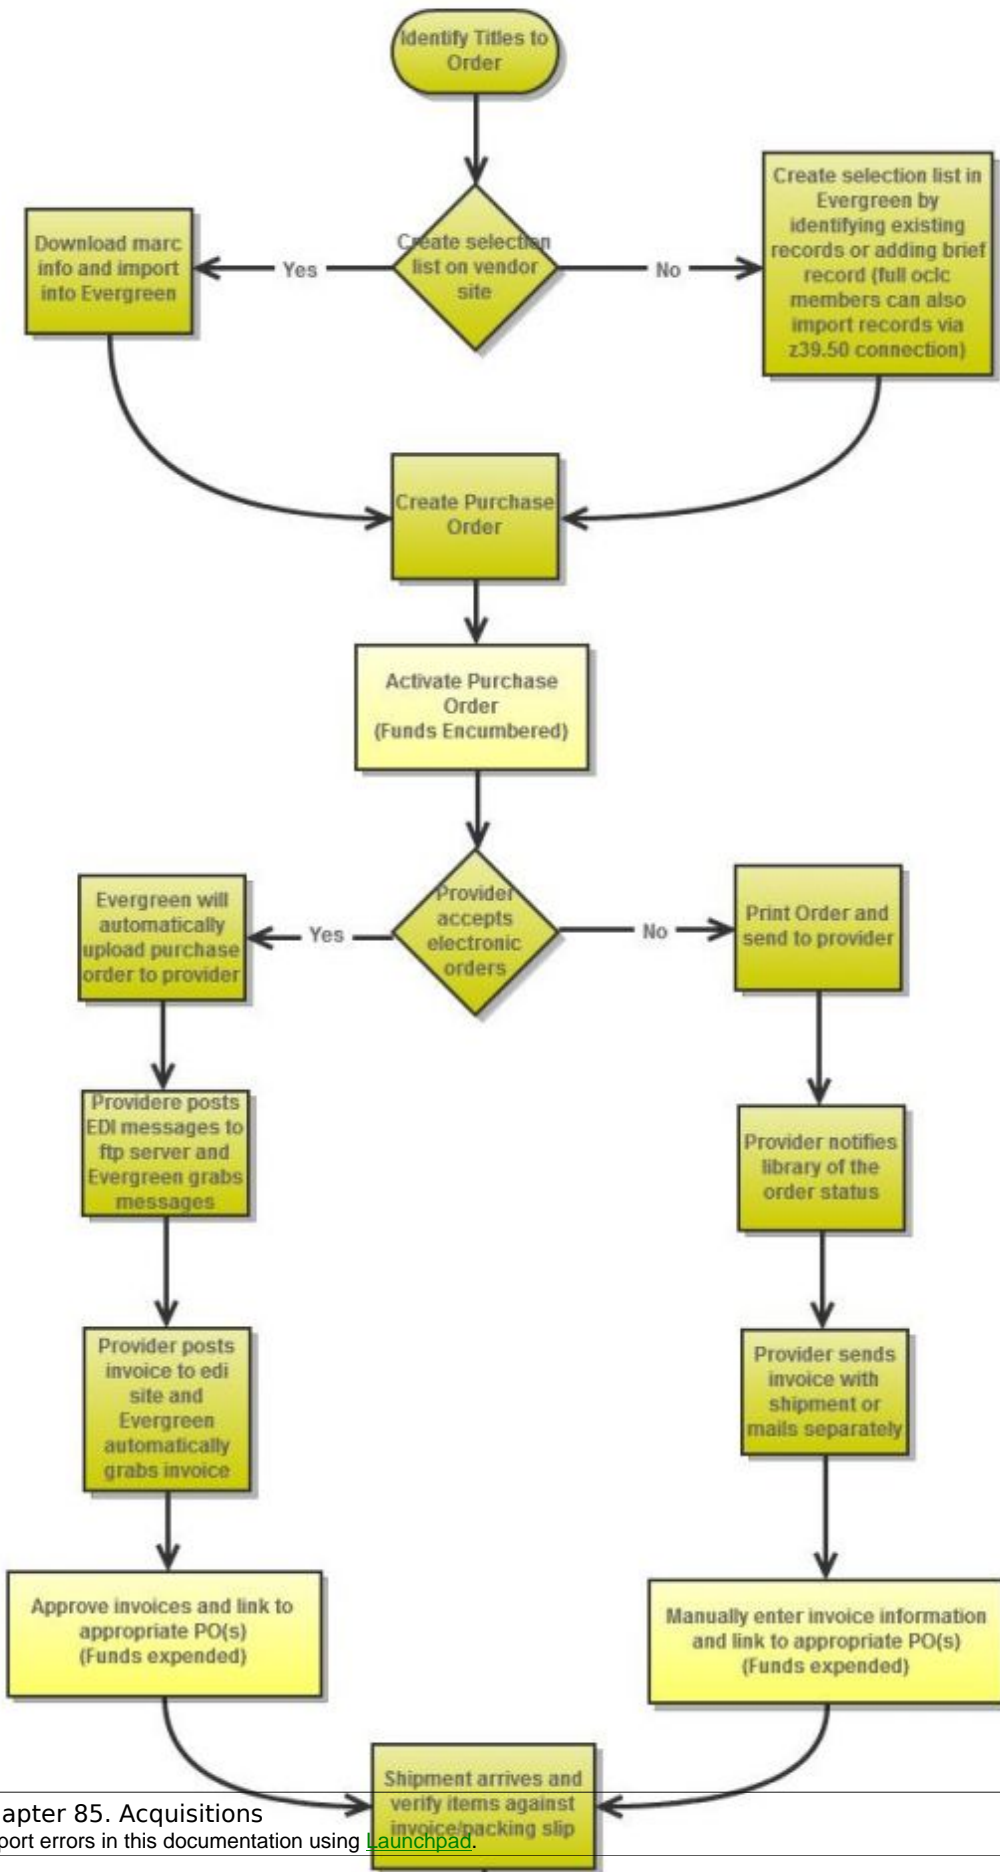 Identify Titles to
Order
Create selection
list on vendor
site
Yes
No
Download marc
info and import
into Evergreen
Create selection list in
Evergreen by
identifying existing
records or adding brief
record (full oclc
members can also
import records via
z39.50 connection)
Create Purchase
Order
Activate Purchase
Order
(Funds Encumbered)
Provider
accepts
electronic
orders
Yes
No
Evergreen will
automatically
upload purchase
order to provider
Print Order and
send to provider
Providere posts
EDI messages to
ftp server and
Evergreen grabs
messages
Provider notifies
library of the
order status
Provider posts
invoice to edi
site and
Evergreen
automatically
grabs invoice
Provider sends
invoice with
shipment or
mails separately
Approve invoices and link to
appropriate PO(s)
(Funds expended)
Manually enter invoice information
and link to appropriate PO(s)
(Funds expended)
Shipment arrives and
verify items against
invoice/packing slip
apter 85. Acquisitions
port errors in this documentation using Launchpad.